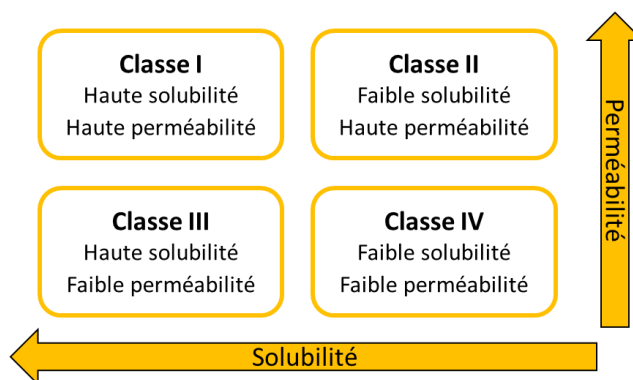 Classe I
Haute solubilité
Haute perméabilité
Classe II
Faible solubilité
Haute perméabilité
Classe III
Haute solubilité
Faible perméabilité
Classe IV
Faible solubilité
Faible perméabilité
Perméabilité
Solubilité